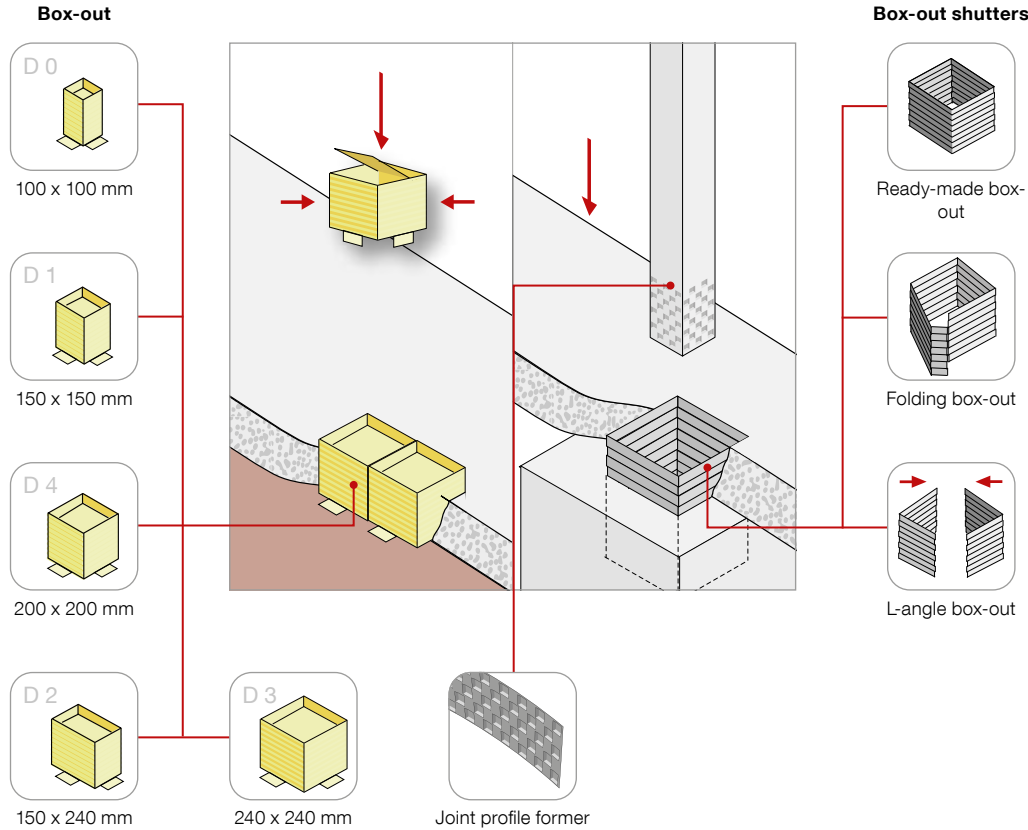 Box-out
Box-out shutters
D 0
100 x 100 mm
D 1
150 x 150 mm
D 4
200 x 200 mm
D 2
150 x 240 mm
D 3
240 x 240 mm
Joint profile former
Ready-made box-
out
Folding box-out
L-angle box-out